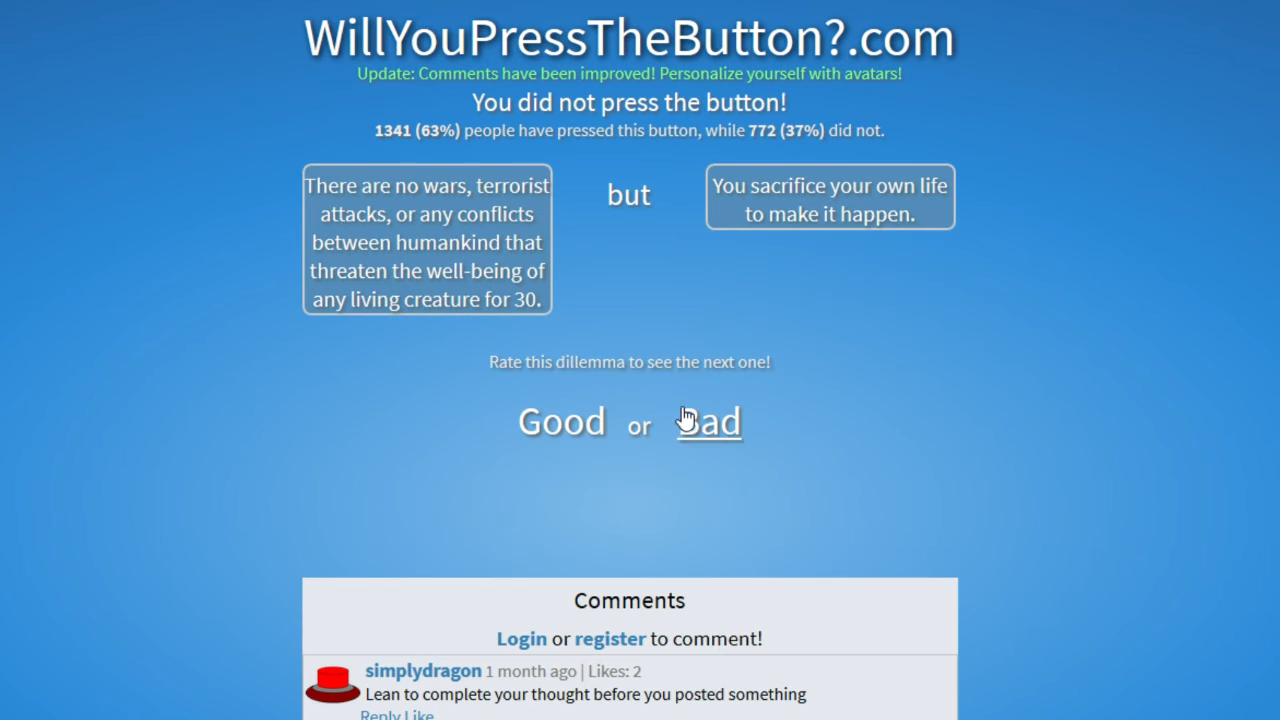 WillYouPressTheButton?.com
Update: Comments have been improved! Personalize yourself with avatars!
You did not press the button!
1341 (63%) people have pressed this button, while 772 (37%) did not.
There are no wars, terrorist
attacks, or any conflicts
between humankind that
threaten the well-being of
any living creature for 30.
but
You sacrifice your own life
to make it happen.
Rate this dillemma to see the next one!
Good or Bad
Comments
Login or register to comment!
simplydragon 1 month ago | Likes: 2
Lean to complete your thought before you posted something
Reply Like